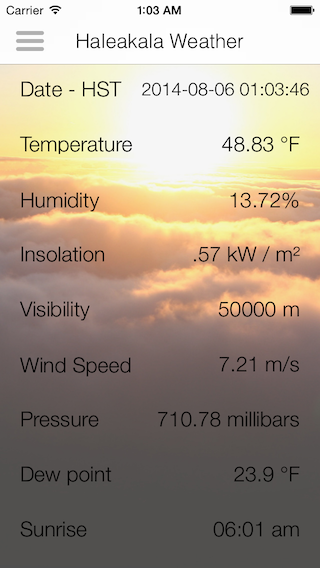 Carrier 1:03 AM
Haleakala Weather
Date - HST 2014-08-06 01:03:46
Temperature 48.83 °F
Humidity 13.72%
Insolation .57 kW / m²
Visibility 50000 m
Wind Speed 7.21 m/s
Pressure 710.78 millibars
Dew point 23.9 °F
Sunrise 06:01 am